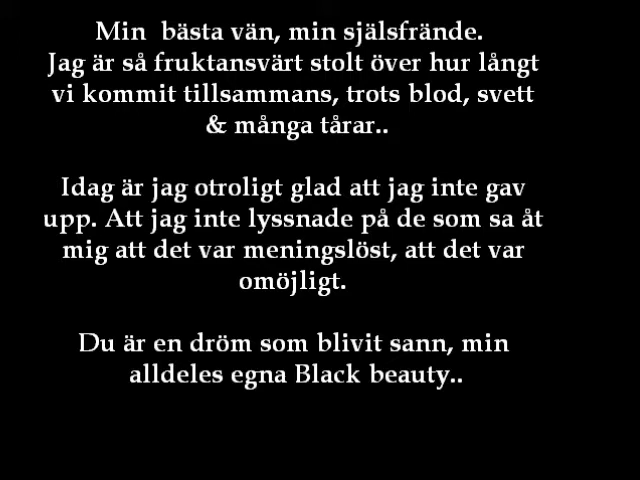 Min  bästa vän, min själsfrände.
Jag är så fruktansvärt stolt över hur långt
vi kommit tillsammans, trots blod, svett
& många tårar..
Idag är jag otroligt glad att jag inte gav
upp. Att jag inte lyssnade på de som sa åt
mig att det var meningslöst, att det var
omöjligt.
Du är en dröm som blivit sann, min
alldeles egna Black beauty..